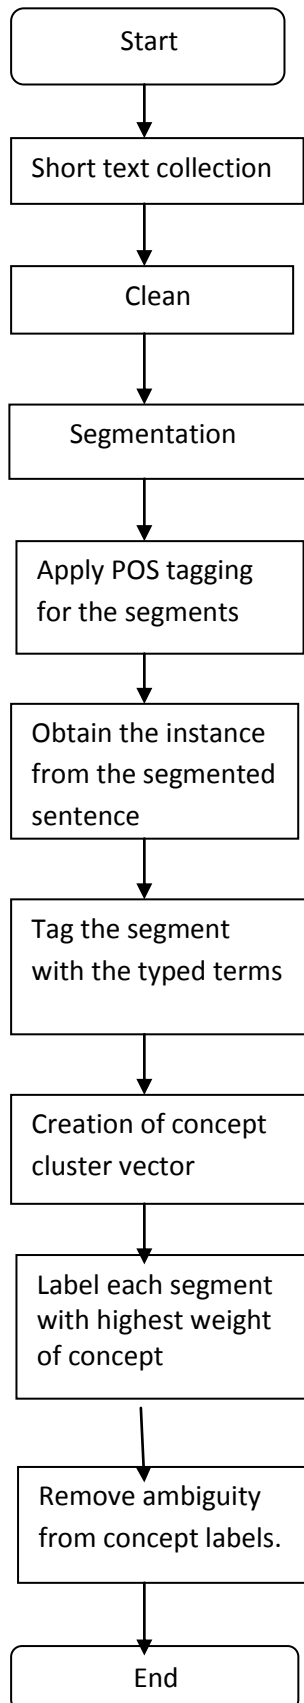 Start
Short text collection
Clean
Segmentation
Apply POS tagging
for the segments
Obtain the instance
from the segmented
sentence
Tag the segment
with the typed terms
Creation of concept
cluster vector
Label each segment
with highest weight
of concept
Remove ambiguity
from concept labels.
End